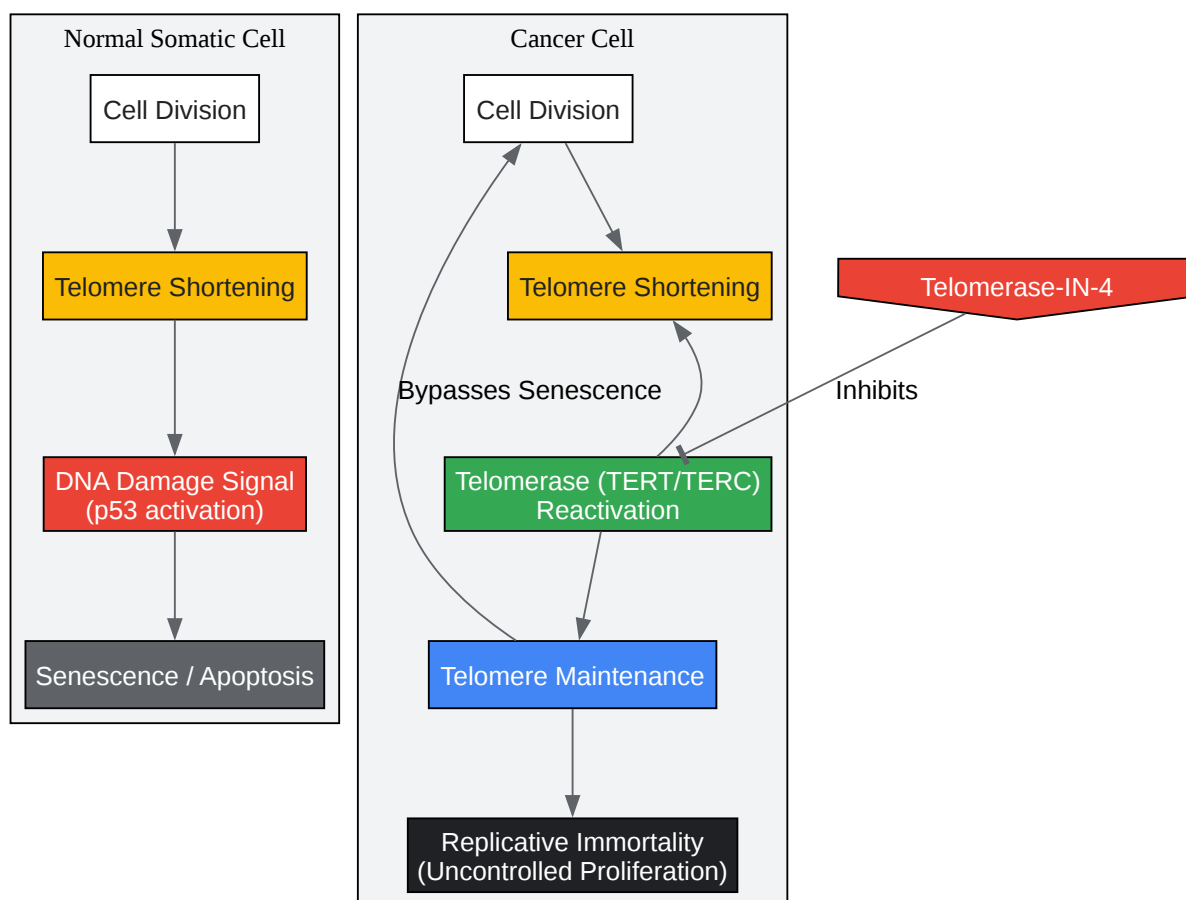 Normal Somatic Cell
Cell Division
Telomere Shortening
DNA Damage Signal
(p53 activation)
Senescence / Apoptosis
Cancer Cell
Cell Division
Telomere Shortening
Bypasses Senescence
Telomerase (TERT/TERC)
Reactivation
Telomere Maintenance
Replicative Immortality
(Uncontrolled Proliferation)
Telomerase-IN-4
Inhibits